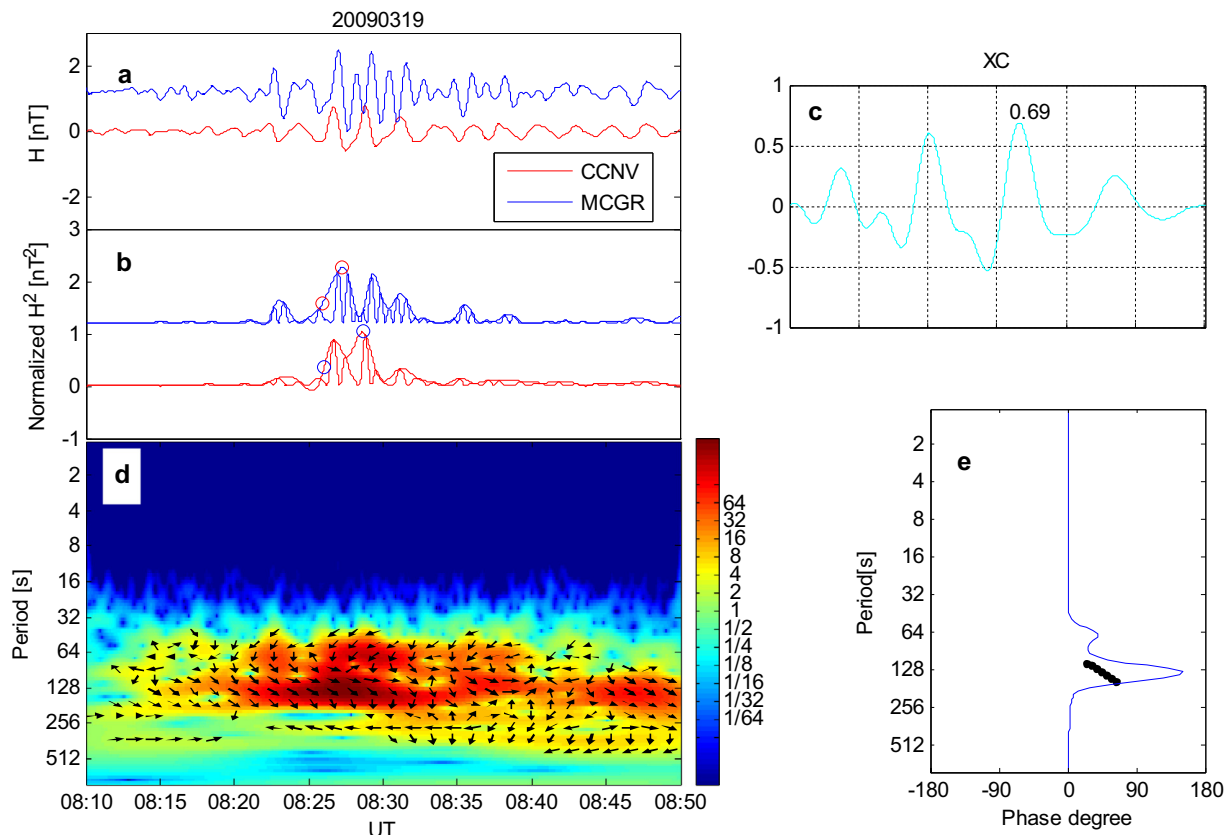 20090319
a
H [nT]
2
0
-2
CCNV
MCGR
b
Normalized H² [nT²]
3
2
1
0
-1
XC
c
0.69
1
0.5
0
-0.5
-1
d
Period [s]
2
4
8
16
32
64
128
256
512
08:10 08:20 08:25 08:30 08:35 08:40 08:45 08:50
UT
64
32
16
8
4
2
1
1/2
1/4
1/8
1/16
1/32
1/64
e
Period[s]
2
4
8
16
32
64
128
256
512
-180 -90 0 90 180
Phase degree